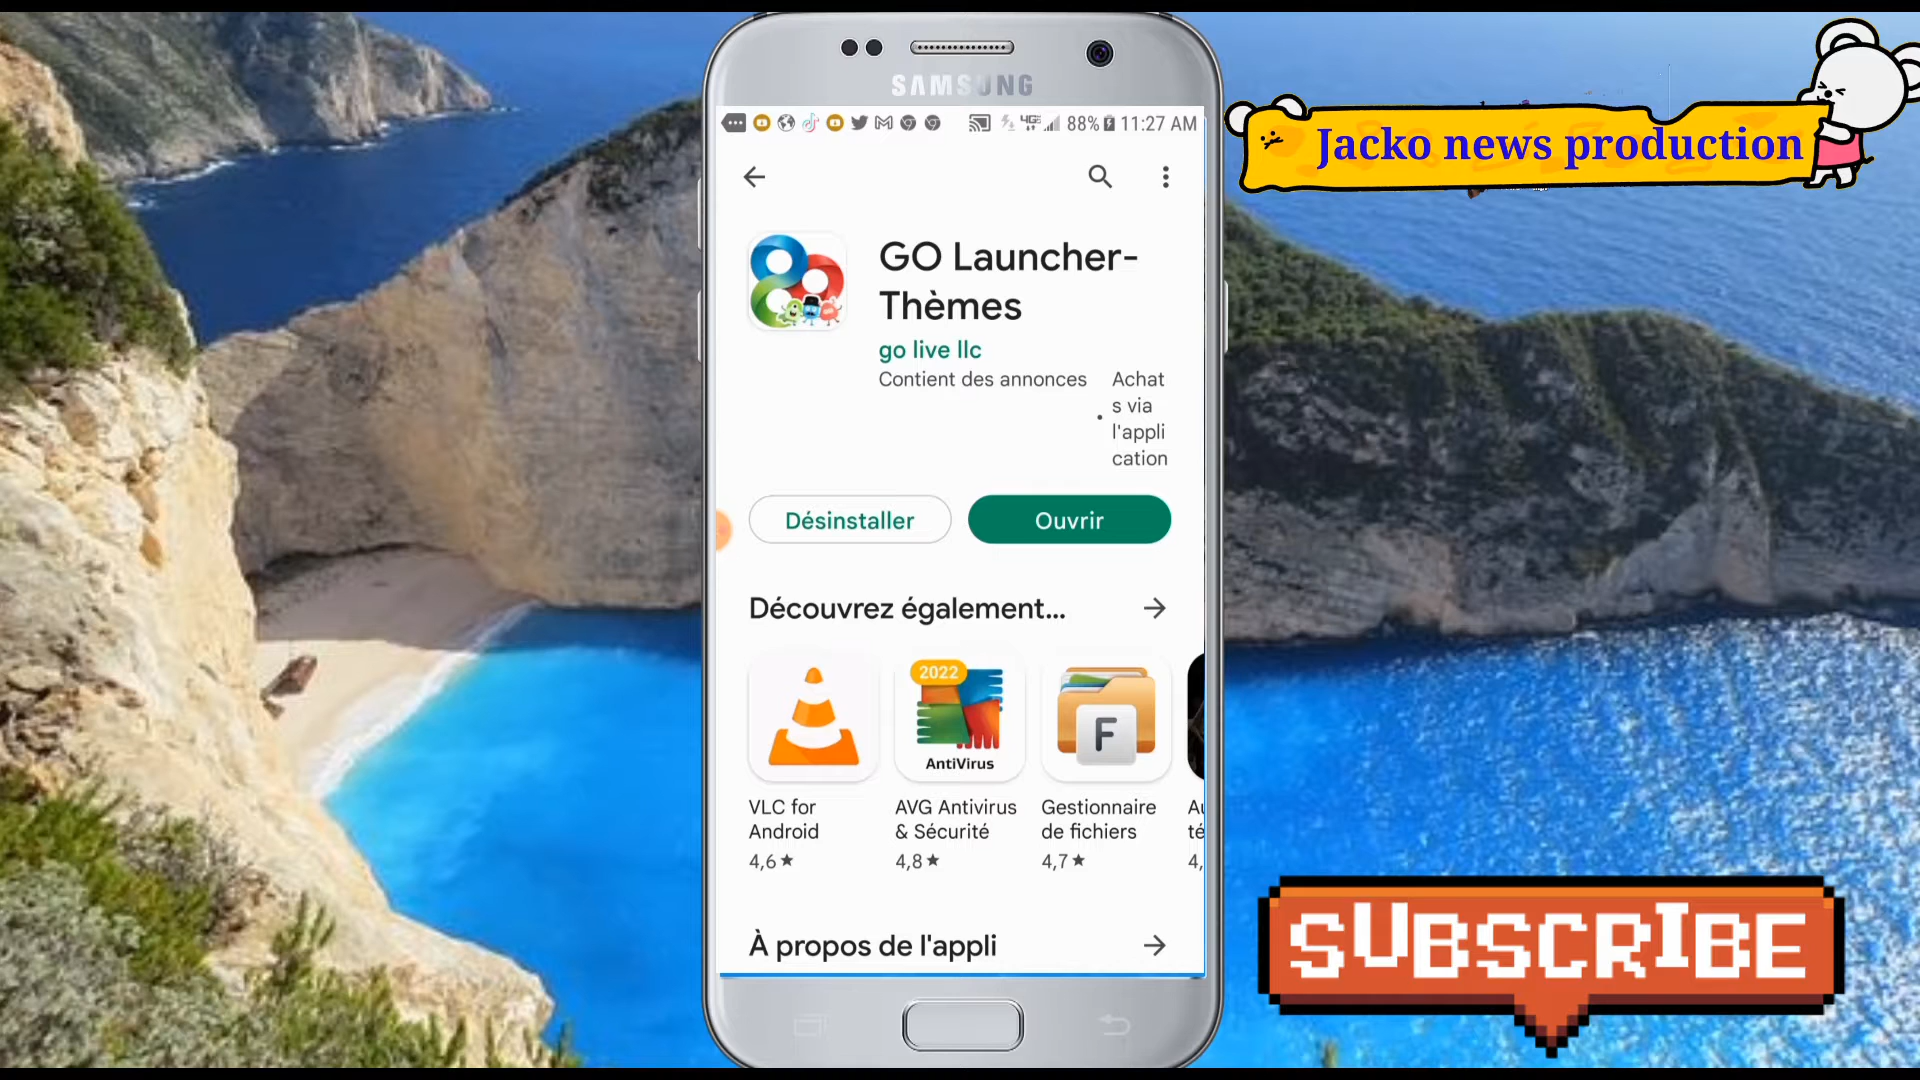 SAMSUNG
88% 11:27 AM
Jacko news production
GO Launcher-
Thèmes
go live llc
Contient des annonces
Achat
s via
l'appli
cation
Désinstaller
Ouvrir
Découvrez également...
2022
AntiVirus
F
VLC for
Android
4,6★
AVG Antivirus
& Sécurité
4,8★
Gestionnaire
de fichiers
4,7★
À propos de l'appli
SUBSCRIBE